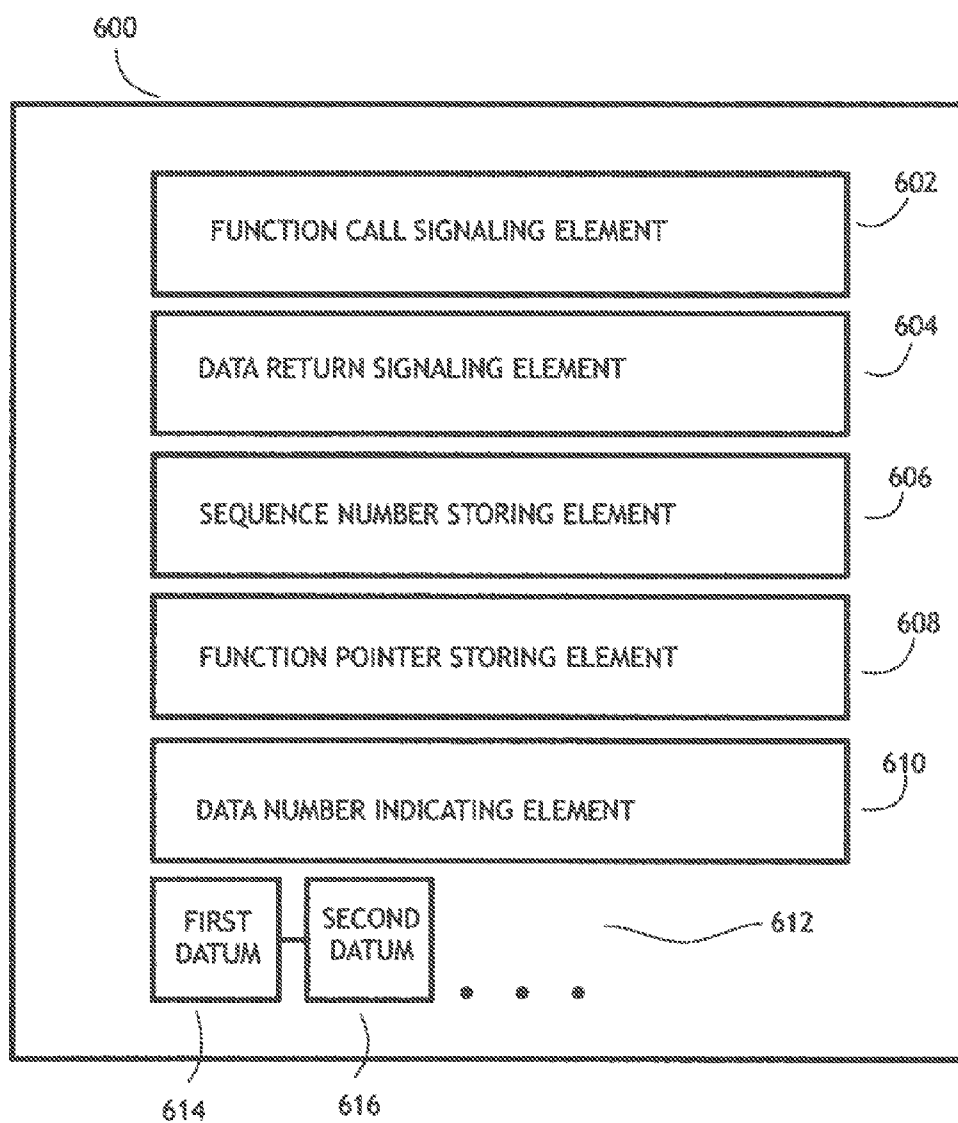 600
602
FUNCTION CALL SIGNALING ELEMENT
604
DATA RETURN SIGNALING ELEMENT
606
SEQUENCE NUMBER STORING ELEMENT
608
FUNCTION POINTER STORING ELEMENT
610
DATA NUMBER INDICATING ELEMENT
FIRST
DATUM
SECOND
DATUM
612
614
616